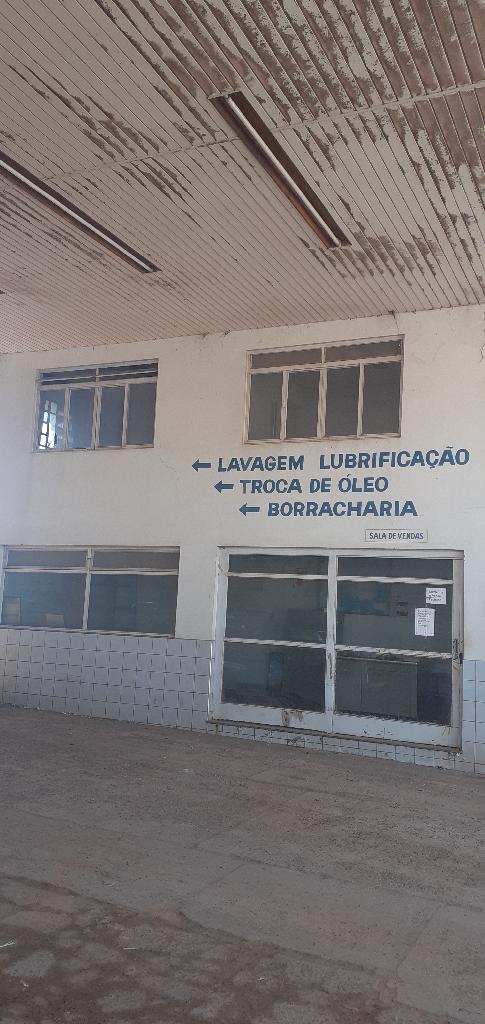 ← LAVAGEM LUBRIFICAÇÃO
← TROCA DE ÓLEO
← BORRACHARIA
SALA DE VENDAS